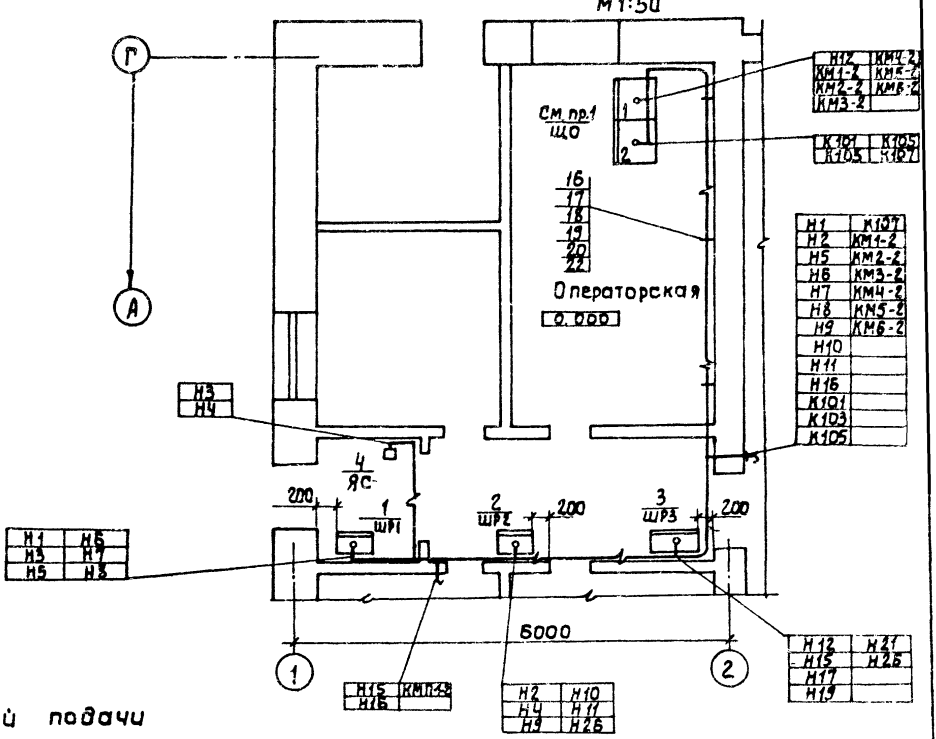 М 1:50
Г
Н12 КМ4-2
КМ1-2 КМ5-2
КМ2-2 КМ6-2
КМ3-2
См. пр.1
ЩО
1
2
К101 К105
К103 К107
16
17
18
19
20
22
Операторская
0.000
А
Н1 К107
Н2 КМ1-2
Н5 КМ2-2
Н6 КМ3-2
Н7 КМ4-2
Н8 КМ5-2
Н9 КМ6-2
Н10
Н11
Н16
К101
К103
К105
Н3
Н4
4
ЯС
200
1
ШР1
2
ШР2
200
3
ШР3
200
Н1 Н6
Н3 Н7
Н5 Н8
6000
1
2
Н15
Н16
Н2 Н10
Н4 Н11
Н9 Н26
Н12 Н21
Н15 Н26
Н17
Н19
й подачи